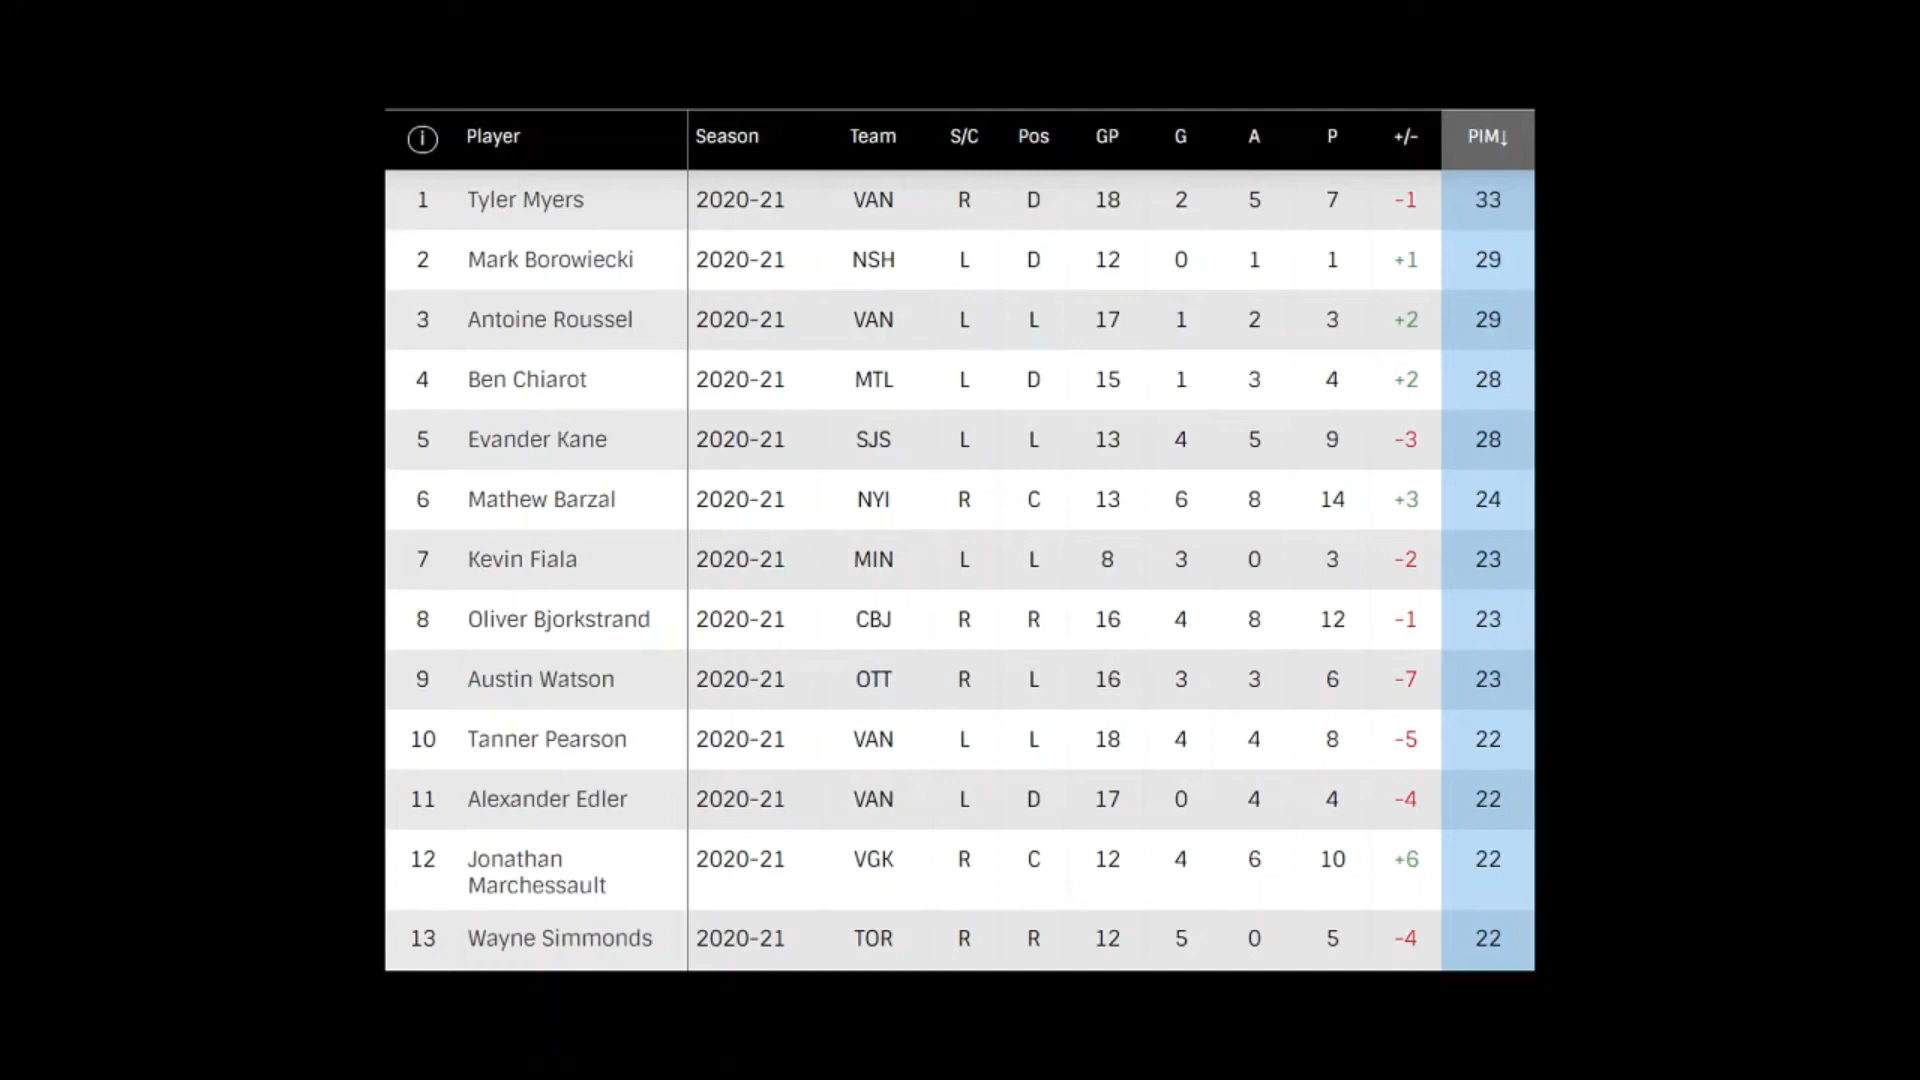 i Player Season Team S/C Pos GP G A P +/- PIM↓
1 Tyler Myers 2020-21 VAN R D 18 2 5 7 -1 33
2 Mark Borowiecki 2020-21 NSH L D 12 0 1 1 +1 29
3 Antoine Roussel 2020-21 VAN L L 17 1 2 3 +2 29
4 Ben Chiarot 2020-21 MTL L D 15 1 3 4 +2 28
5 Evander Kane 2020-21 SJS L L 13 4 5 9 -3 28
6 Mathew Barzal 2020-21 NYI R C 13 6 8 14 +3 24
7 Kevin Fiala 2020-21 MIN L L 8 3 0 3 -2 23
8 Oliver Bjorkstrand 2020-21 CBJ R R 16 4 8 12 -1 23
9 Austin Watson 2020-21 OTT R L 16 3 3 6 -7 23
10 Tanner Pearson 2020-21 VAN L L 18 4 4 8 -5 22
11 Alexander Edler 2020-21 VAN L D 17 0 4 4 -4 22
12 Jonathan 2020-21 VGK R C 12 4 6 10 +6 22
Marchessault
13 Wayne Simmonds 2020-21 TOR R R 12 5 0 5 -4 22